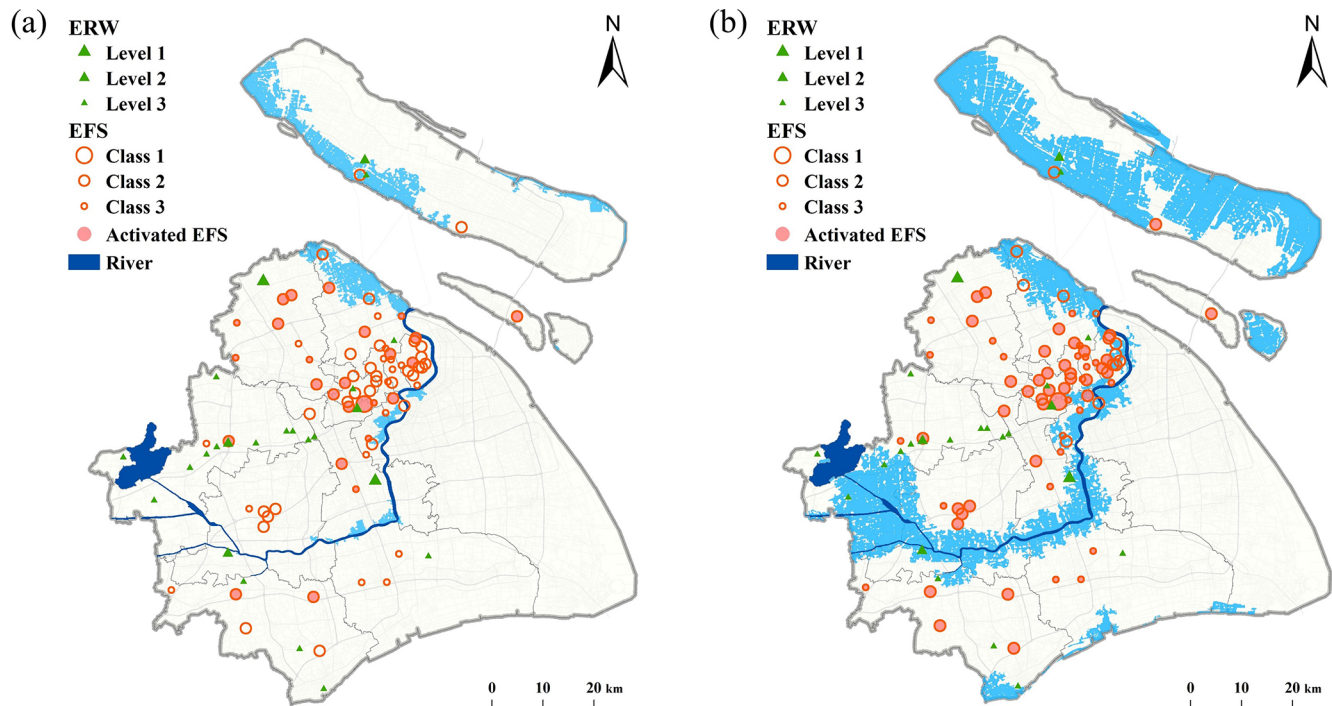 (a)
ERW
Level 1
Level 2
Level 3
EFS
Class 1
Class 2
Class 3
Activated EFS
River
N
0 10 20 km
(b)
ERW
Level 1
Level 2
Level 3
EFS
Class 1
Class 2
Class 3
Activated EFS
River
N
0 10 20 km